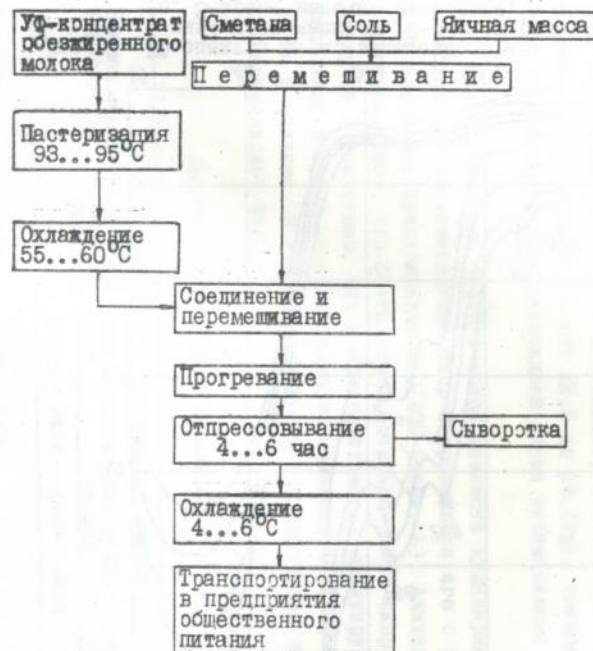 УФ-концентрат
обезжиренного
молока
Сметана
Соль
Яичная масса
Перемешивание
Пастеризация
93...95°С
Охлаждение
55...60°С
Соединение и
перемешивание
Прогревание
Отпрессовывание
4...6 час
Сыворотка
Охлаждение
4...6°С
Транспортирование
в предприятия
общественного
питания